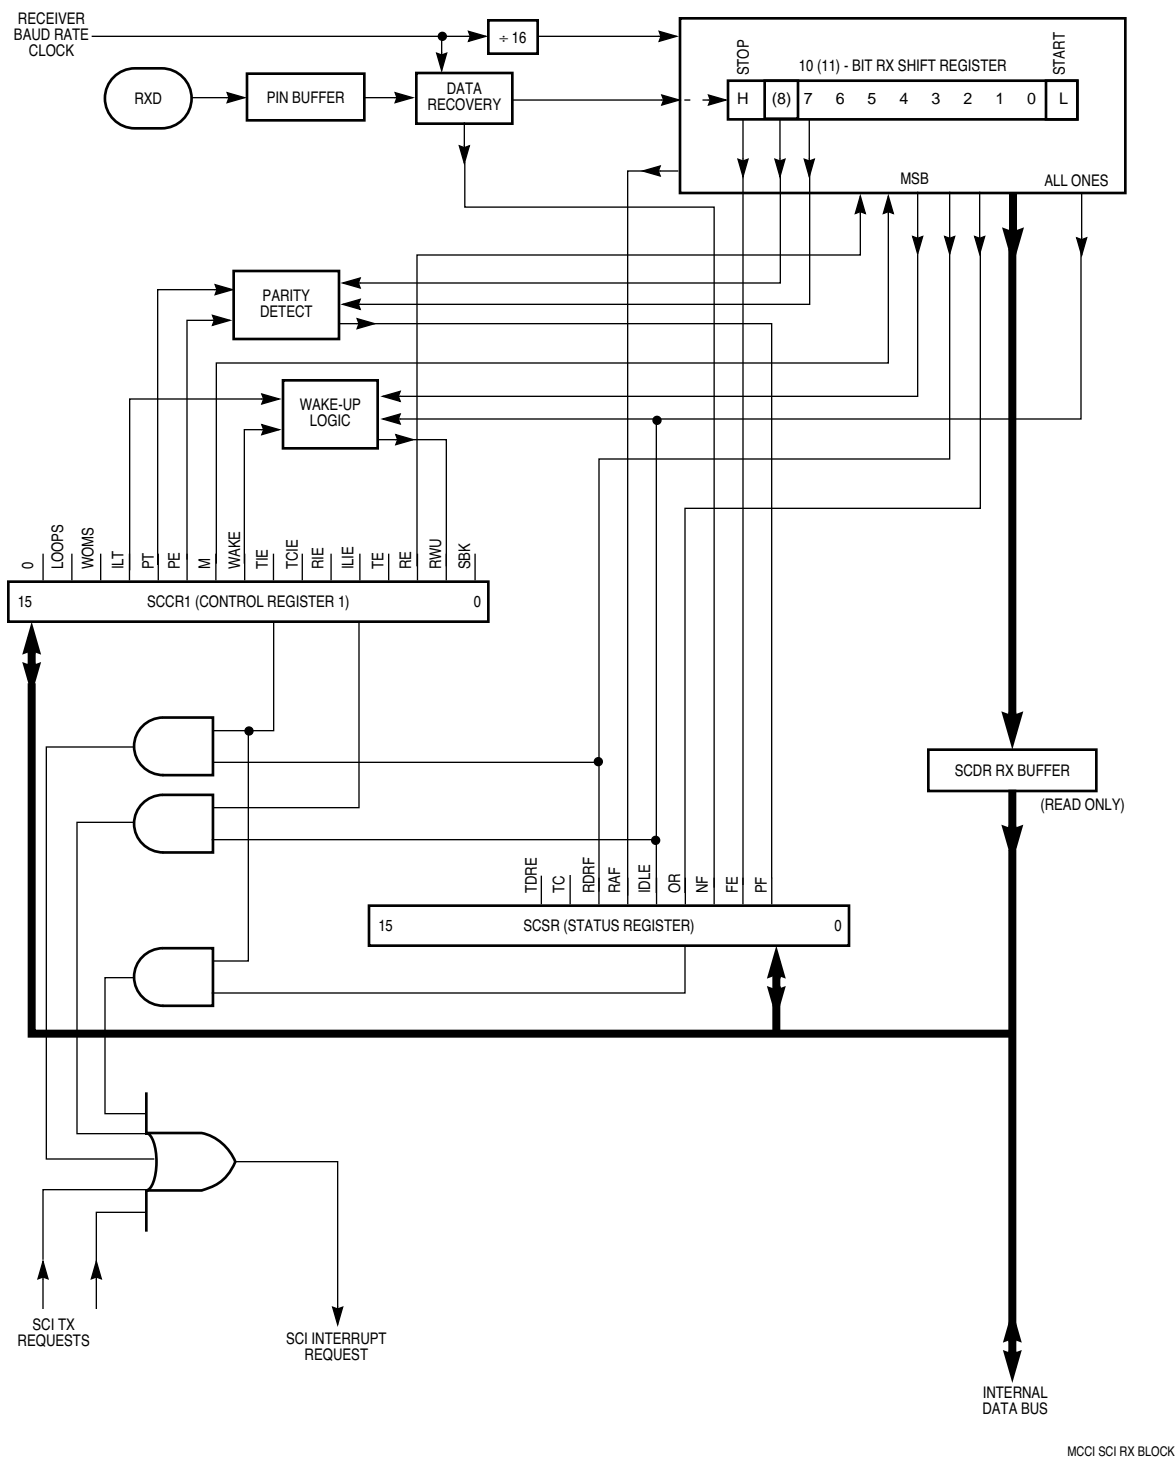 RECEIVER
BAUD RATE
CLOCK
÷ 16
RXD
PIN BUFFER
DATA
RECOVERY
STOP
10 (11) - BIT RX SHIFT REGISTER
START
H (8) 7 6 5 4 3 2 1 0 L
MSB
ALL ONES
PARITY
DETECT
WAKE-UP
LOGIC
0
LOOPS
WOMS
ILT
PT
PE
M
WAKE
TIE
TCIE
RIE
ILIE
TE
RE
RWU
SBK
15 SCCR1 (CONTROL REGISTER 1) 0
SCDR RX BUFFER
(READ ONLY)
TDRE
TC
RDRF
RAF
IDLE
OR
NF
FE
PF
15 SCSR (STATUS REGISTER) 0
SCI TX
REQUESTS
SCI INTERRUPT
REQUEST
INTERNAL
DATA BUS
MCCI SCI RX BLOCK